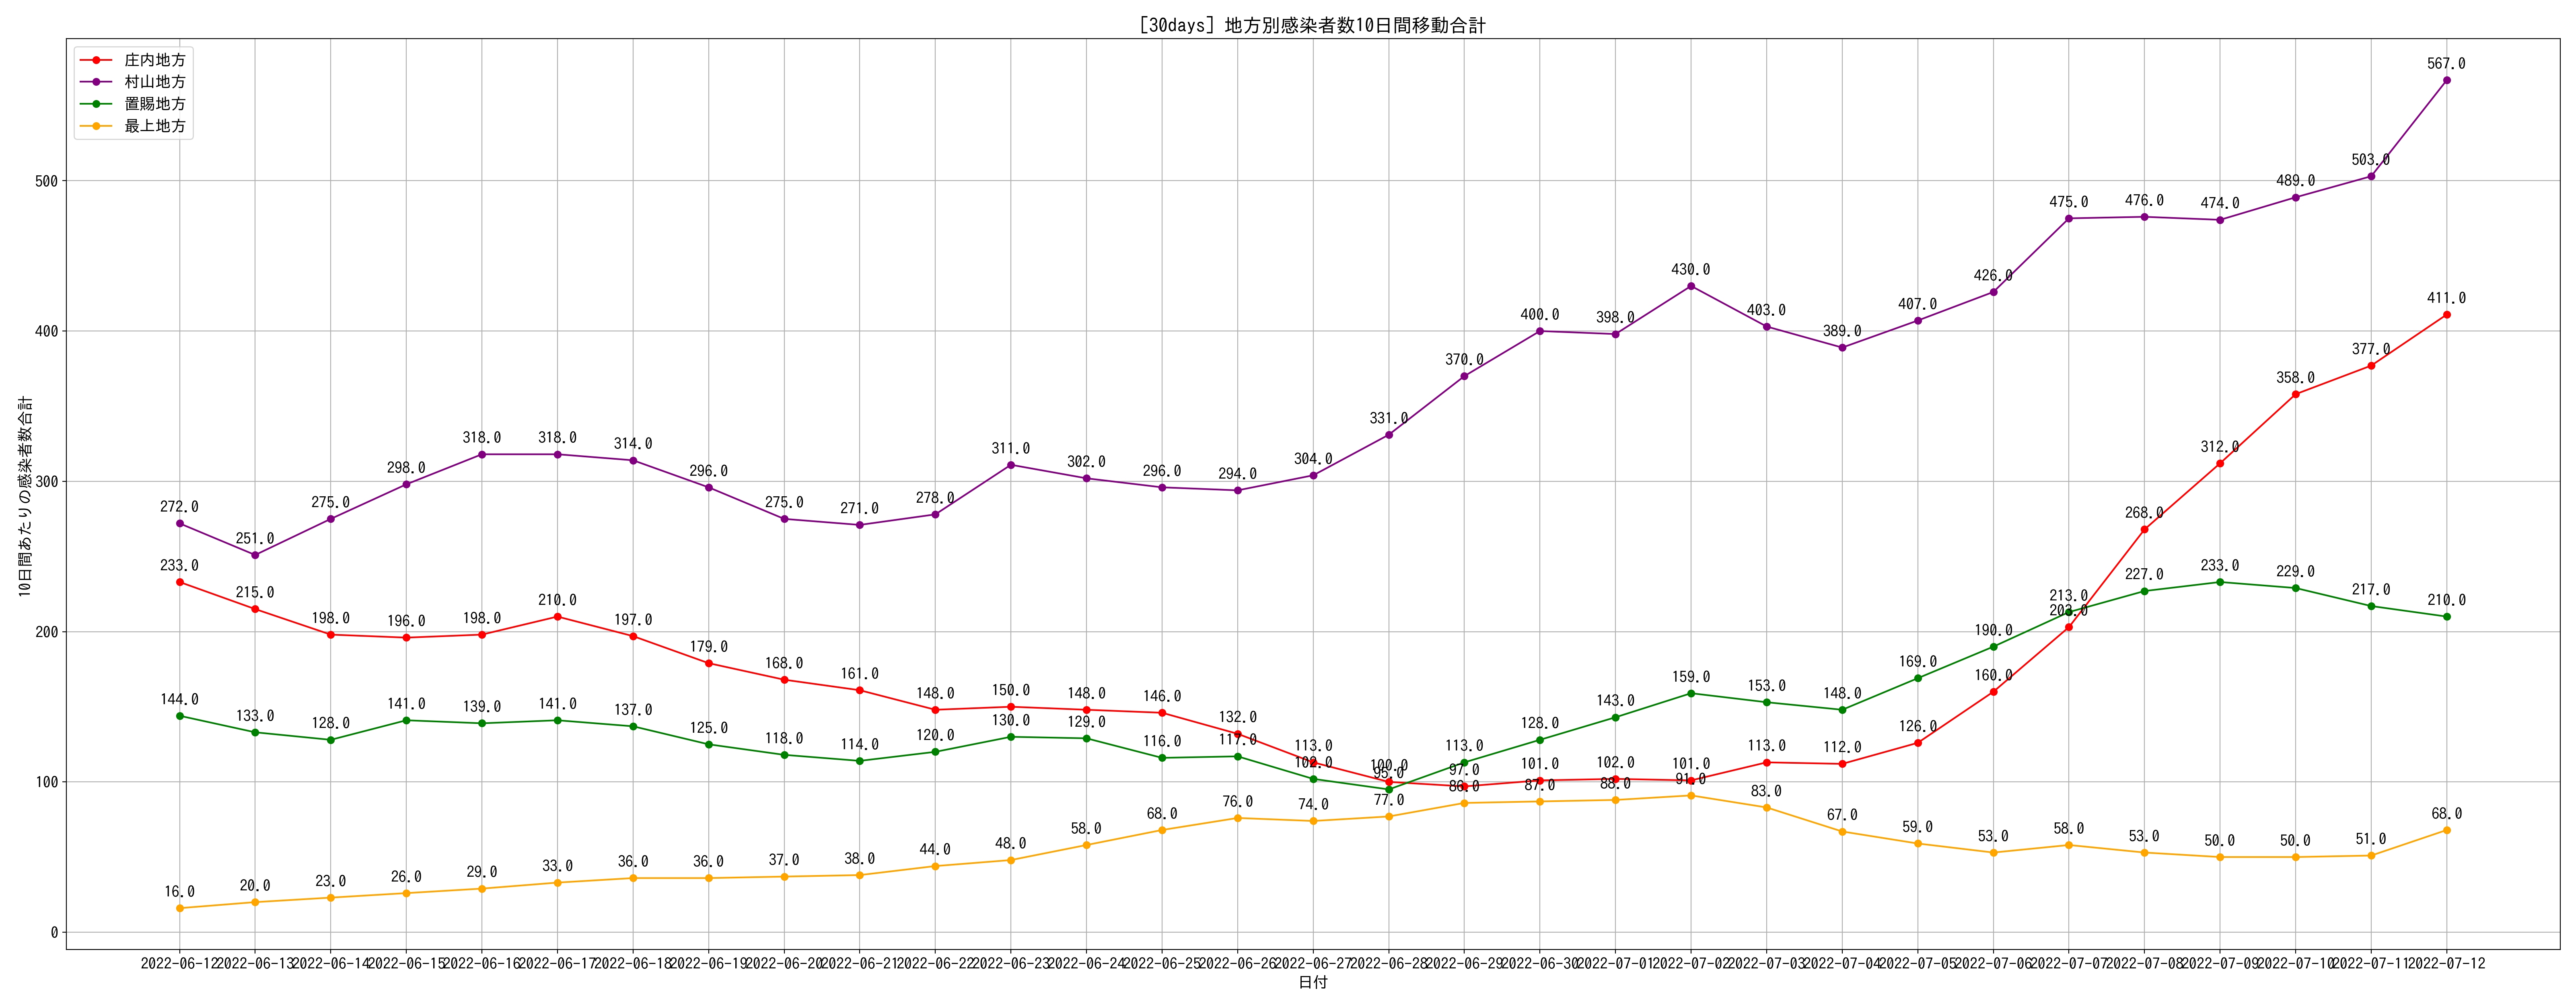 [30days] 地方別感染者数10日間移動合計
庄内地方
村山地方
置賜地方
最上地方
10日間あたりの感染者数合計
500
400
300
200
100
0
272.0 251.0 275.0 298.0 318.0 318.0 314.0 296.0 275.0 271.0 278.0 311.0 302.0 296.0 294.0 304.0 331.0 370.0 400.0 398.0 430.0 403.0 389.0 407.0 426.0 475.0 476.0 474.0 489.0 503.0 567.0
233.0 215.0 198.0 196.0 198.0 210.0 197.0 179.0 168.0 161.0 148.0 150.0 148.0 146.0 132.0 113.0 100.0 97.0 101.0 102.0 101.0 113.0 112.0 126.0 160.0 203.0 268.0 312.0 358.0 377.0 411.0
144.0 133.0 128.0 141.0 139.0 141.0 137.0 125.0 118.0 114.0 120.0 130.0 129.0 116.0 117.0 102.0 95.0 113.0 128.0 143.0 159.0 153.0 148.0 169.0 190.0 213.0 227.0 233.0 229.0 217.0 210.0
16.0 20.0 23.0 26.0 29.0 33.0 36.0 36.0 37.0 38.0 44.0 48.0 58.0 68.0 76.0 74.0 77.0 86.0 87.0 88.0 91.0 83.0 67.0 59.0 53.0 58.0 53.0 50.0 50.0 51.0 68.0
2022-06-12 2022-06-13 2022-06-14 2022-06-15 2022-06-16 2022-06-17 2022-06-18 2022-06-19 2022-06-20 2022-06-21 2022-06-22 2022-06-23 2022-06-24 2022-06-25 2022-06-26 2022-06-27 2022-06-28 2022-06-29 2022-06-30 2022-07-01 2022-07-02 2022-07-03 2022-07-04 2022-07-05 2022-07-06 2022-07-07 2022-07-08 2022-07-09 2022-07-10 2022-07-11 2022-07-12
日付